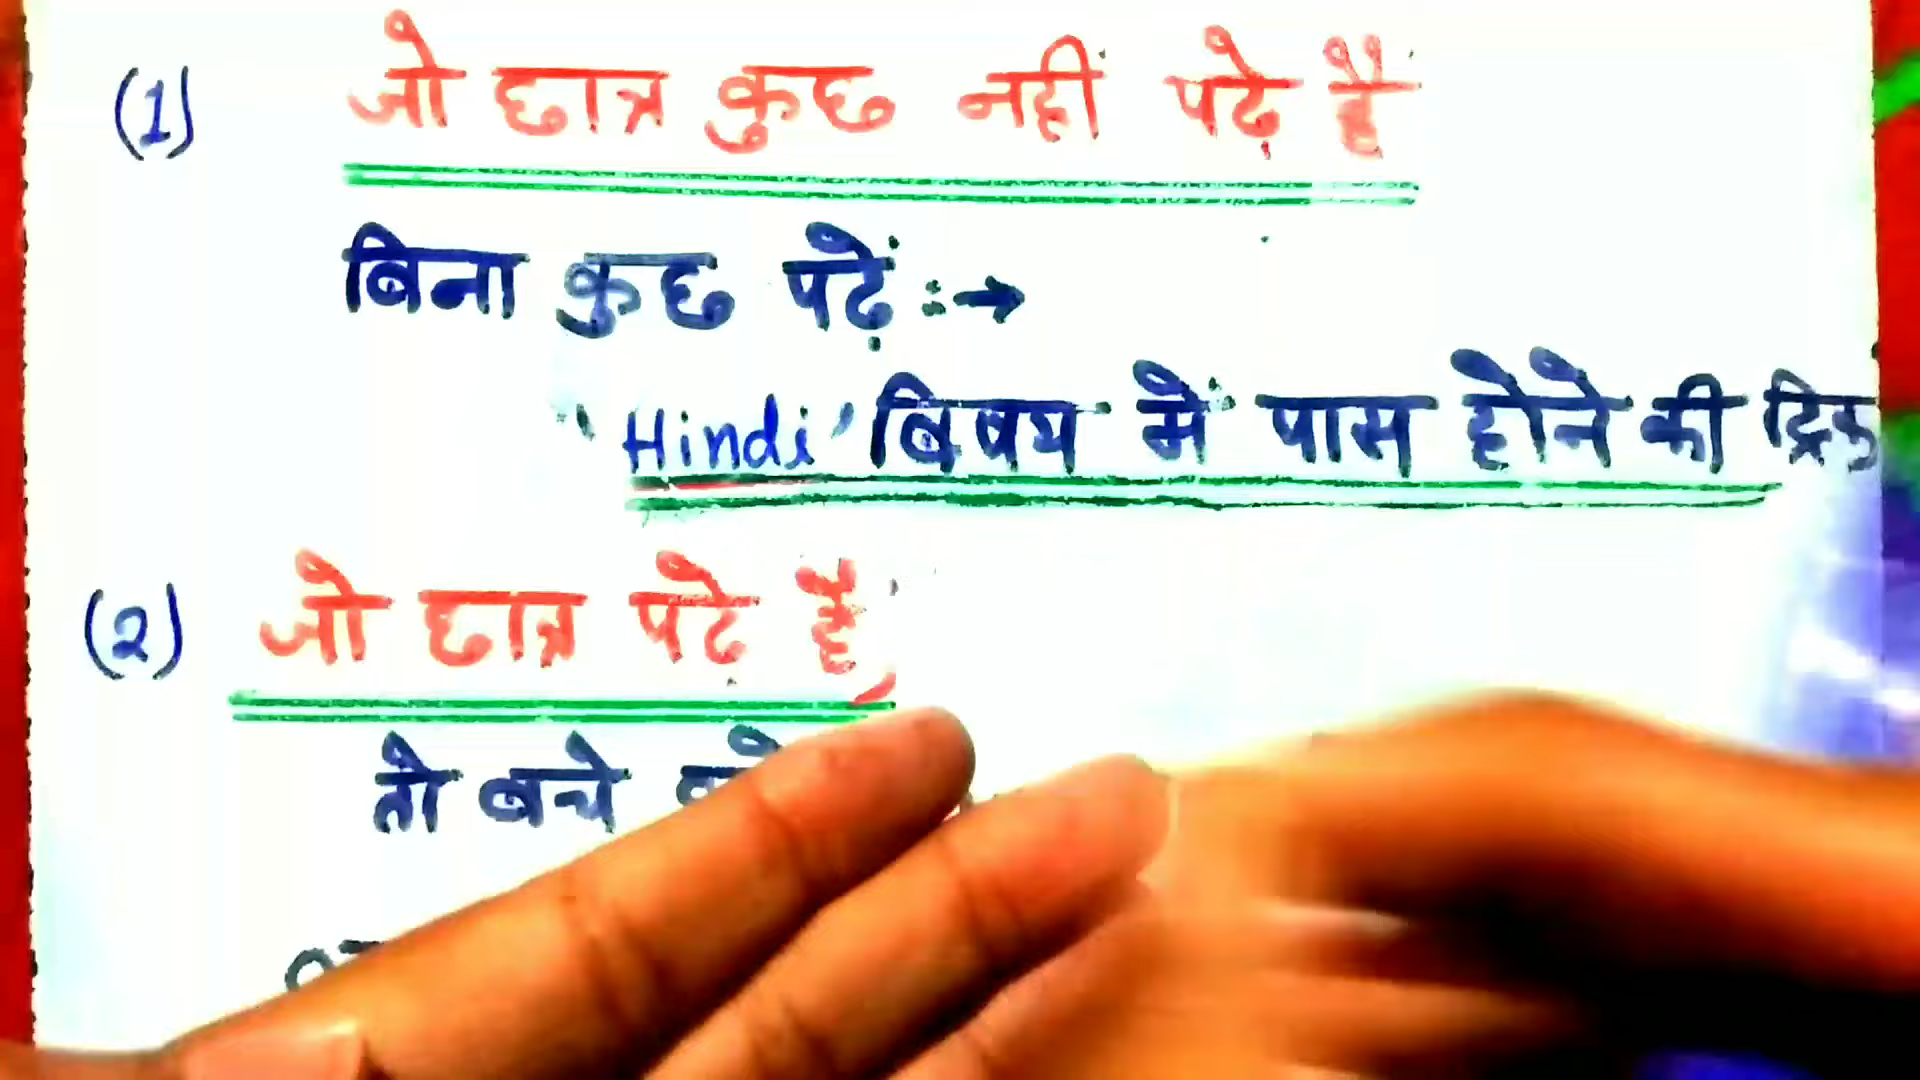 (1) जो छात्र कुछ नहीं पढ़े हैं
बिना कुछ पढ़ें :→
"Hindi" बिषय में पास होने की
(2) जो छात्र पढ़े हैं,
तो बचे